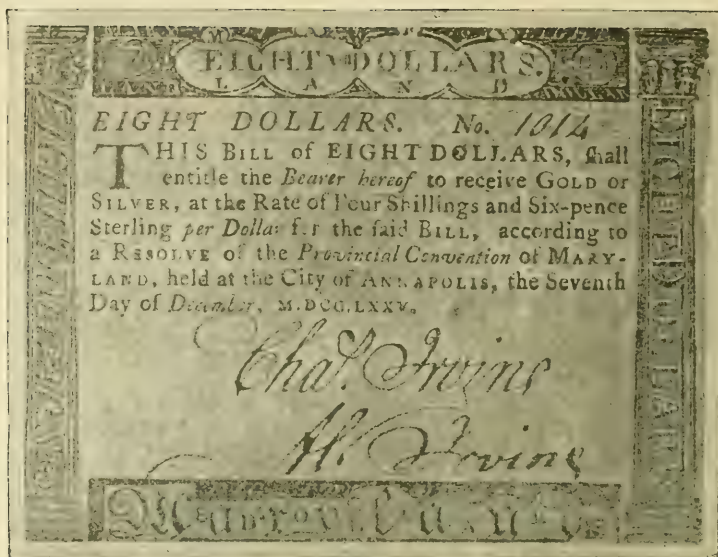 EIGHT DOLLARS.
L A N D
EIGHT DOLLARS. No. 1014
THIS BILL of EIGHT DOLLARS, ſhall
entitle the Bearer hereof to receive GOLD or
SILVER, at the Rate of Four Shillings and Six-pence
Sterling per Dollar for the ſaid BILL, according to
a RESOLVE of the Provincial Convention of MARY-
LAND, held at the City of ANNAPOLIS, the Seventh
Day of December, M.DCC.LXXV.
Chaſ. Irvine
Irvine